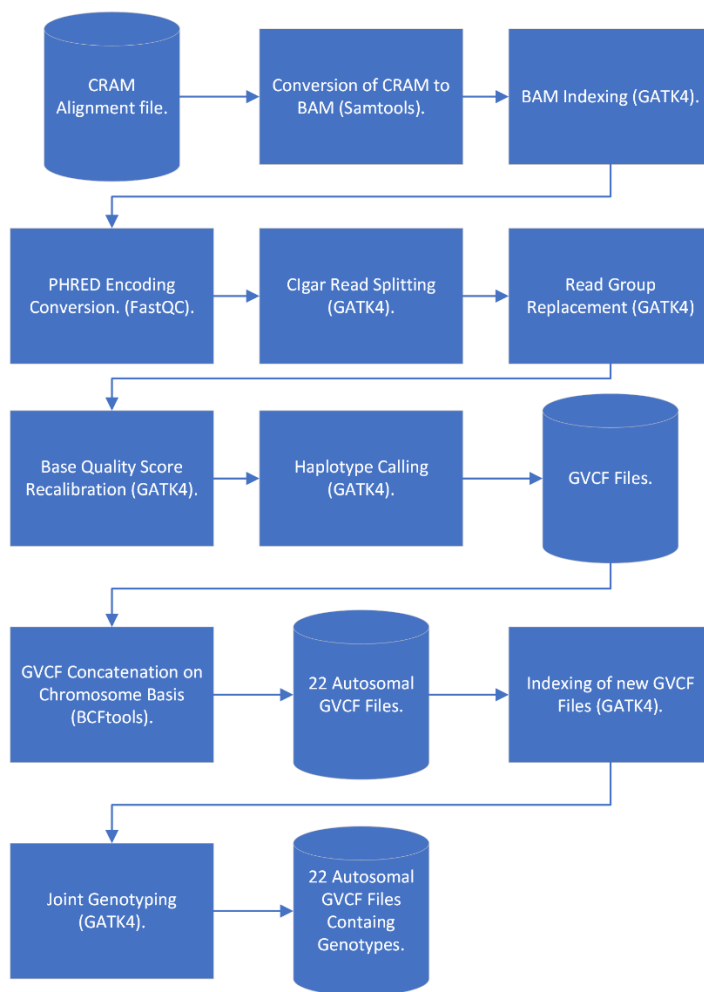 CRAM
Alignment file.
Conversion of CRAM to
BAM (Samtools).
BAM Indexing (GATK4).
PHRED Encoding
Conversion. (FastQC).
CIgar Read Splitting
(GATK4).
Read Group
Replacement (GATK4)
Base Quality Score
Recalibration (GATK4).
Haplotype Calling
(GATK4).
GVCF Files.
GVCF Concatenation on
Chromosome Basis
(BCFtools).
22 Autosomal
GVCF Files.
Indexing of new GVCF
Files (GATK4).
Joint Genotyping
(GATK4).
22 Autosomal
GVCF Files
Containg
Genotypes.